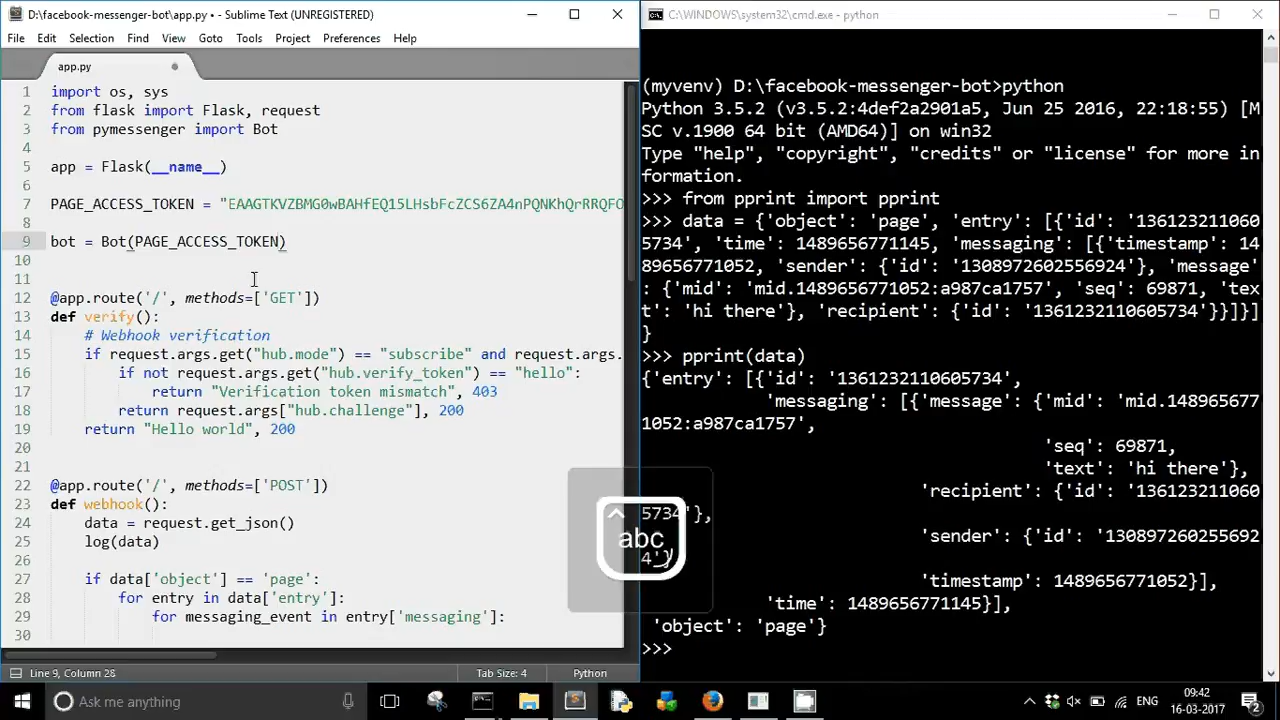 D:\facebook-messenger-bot\app.py • - Sublime Text (UNREGISTERED)
File Edit Selection Find View Goto Tools Project Preferences Help
app.py
1 import os, sys
2 from flask import Flask, request
3 from pymessenger import Bot
4
5 app = Flask(__name__)
6
7 PAGE_ACCESS_TOKEN = "EAAGTKVZBMG0wBAHfEQ15LHsbFcZCS6ZA4nPQNKhQrRRQFO
8
9 bot = Bot(PAGE_ACCESS_TOKEN)
10
11
12 @app.route('/', methods=['GET'])
13 def verify():
14 # Webhook verification
15 if request.args.get("hub.mode") == "subscribe" and request.args.
16 if not request.args.get("hub.verify_token") == "hello":
17 return "Verification token mismatch", 403
18 return request.args["hub.challenge"], 200
19 return "Hello world", 200
20
21
22 @app.route('/', methods=['POST'])
23 def webhook():
24 data = request.get_json()
25 log(data)
26
27 if data['object'] == 'page':
28 for entry in data['entry']:
29 for messaging_event in entry['messaging']:
30
Line 9, Column 28 Tab Size: 4 Python
C:\WINDOWS\system32\cmd.exe - python
(myvenv) D:\facebook-messenger-bot>python
Python 3.5.2 (v3.5.2:4def2a2901a5, Jun 25 2016, 22:18:55) [M
SC v.1900 64 bit (AMD64)] on win32
Type "help", "copyright", "credits" or "license" for more in
formation.
>>> from pprint import pprint
>>> data = {'object': 'page', 'entry': [{'id': '136123211060
5734', 'time': 1489656771145, 'messaging': [{'timestamp': 14
89656771052, 'sender': {'id': '1308972602556924'}, 'message'
: {'mid': 'mid.1489656771052:a987ca1757', 'seq': 69871, 'tex
t': 'hi there'}, 'recipient': {'id': '1361232110605734'}}]}]
}
>>> pprint(data)
{'entry': [{'id': '1361232110605734',
'messaging': [{'message': {'mid': 'mid.148965677
1052:a987ca1757',
'seq': 69871,
'text': 'hi there'},
'recipient': {'id': '136123211060
5734'},
'sender': {'id': '130897260255692
4'},
'timestamp': 1489656771052}],
'time': 1489656771145}],
'object': 'page'}
>>>
abc
Ask me anything
ENG
09:42
16-03-2017
2